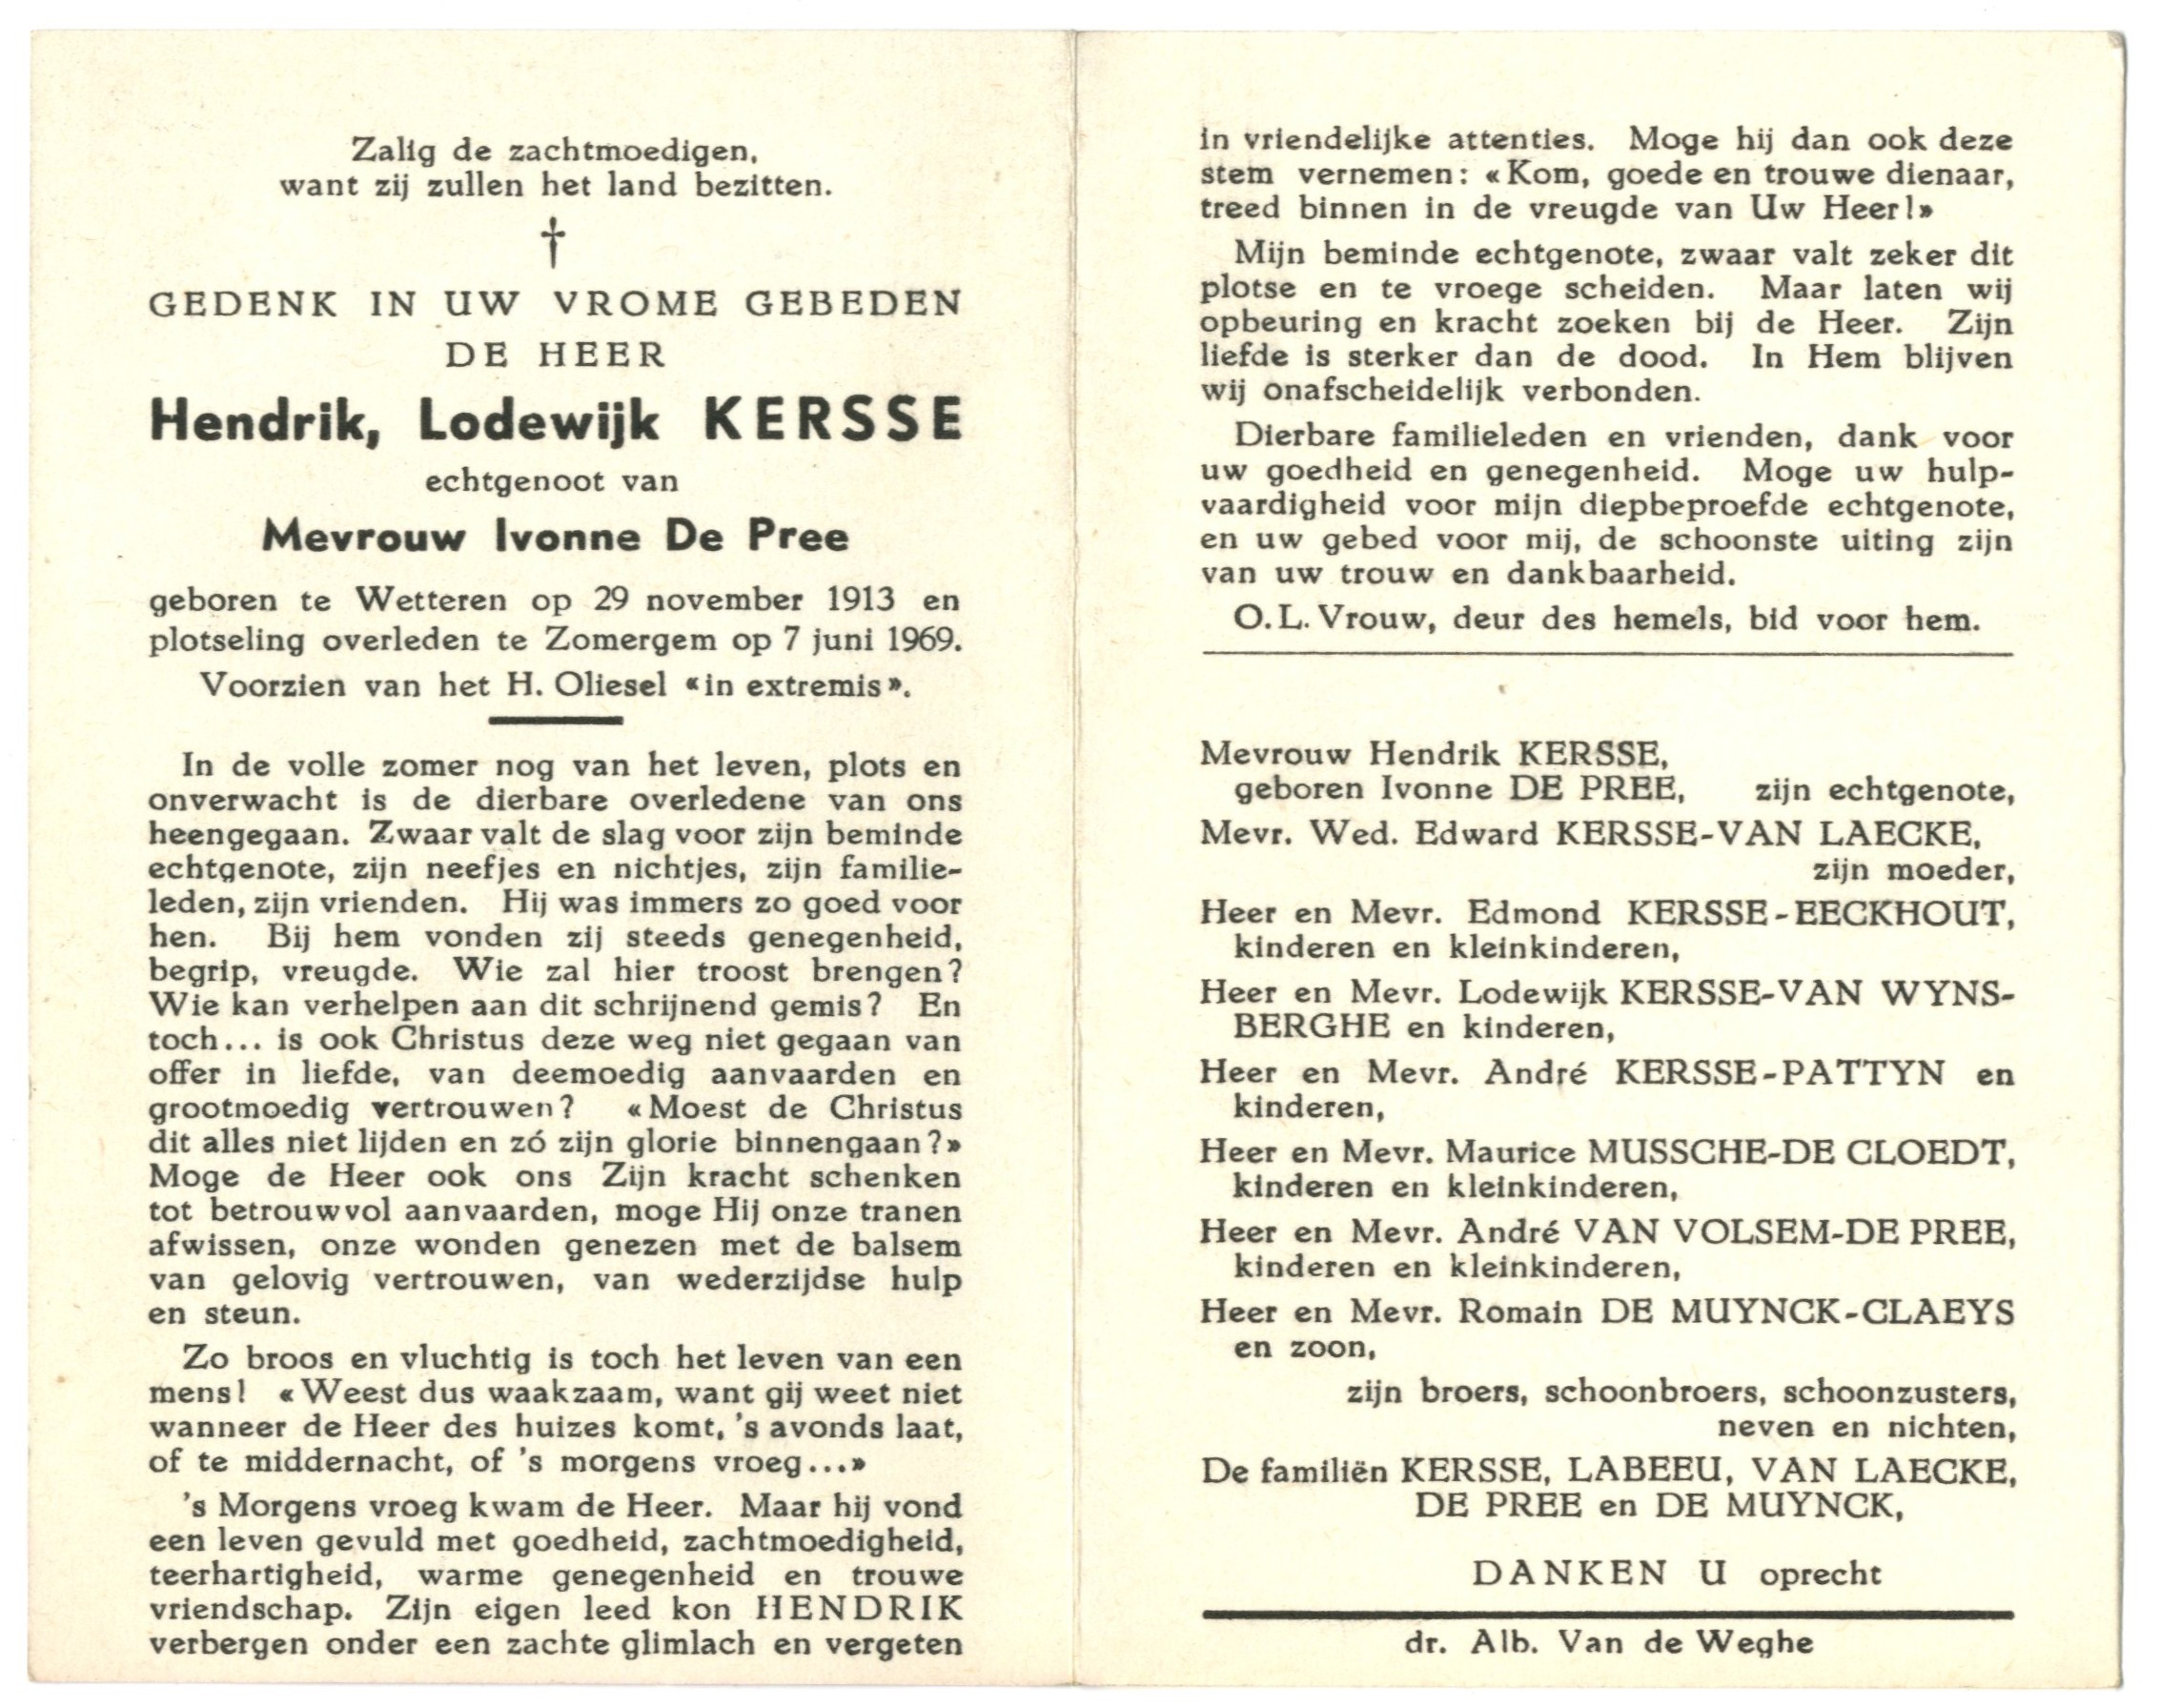 Zalig de zachtmoedigen,
want zij zullen het land bezitten.
†
GEDENK IN UW VROME GEBEDEN
DE HEER
Hendrik, Lodewijk KERSSE
echtgenoot van
Mevrouw Ivonne De Pree
geboren te Wetteren op 29 november 1913 en
plotseling overleden te Zomergem op 7 juni 1969.
Voorzien van het H. Oliesel «in extremis».
In de volle zomer nog van het leven, plots en
onverwacht is de dierbare overledene van ons
heengegaan. Zwaar valt de slag voor zijn beminde
echtgenote, zijn neefjes en nichtjes, zijn familie-
leden, zijn vrienden. Hij was immers zo goed voor
hen. Bij hem vonden zij steeds genegenheid,
begrip, vreugde. Wie zal hier troost brengen?
Wie kan verhelpen aan dit schrijnend gemis? En
toch... is ook Christus deze weg niet gegaan van
offer in liefde, van deemoedig aanvaarden en
grootmoedig vertrouwen? «Moest de Christus
dit alles niet lijden en zó zijn glorie binnengaan?»
Moge de Heer ook ons Zijn kracht schenken
tot betrouwvol aanvaarden, moge Hij onze tranen
afwissen, onze wonden genezen met de balsem
van gelovig vertrouwen, van wederzijdse hulp
en steun.
Zo broos en vluchtig is toch het leven van een
mens! «Weest dus waakzaam, want gij weet niet
wanneer de Heer des huizes komt, 's avonds laat,
of te middernacht, of 's morgens vroeg...»
's Morgens vroeg kwam de Heer. Maar hij vond
een leven gevuld met goedheid, zachtmoedigheid,
teerhartigheid, warme genegenheid en trouwe
vriendschap. Zijn eigen leed kon HENDRIK
verbergen onder een zachte glimlach en vergeten
in vriendelijke attenties. Moge hij dan ook deze
stem vernemen: «Kom, goede en trouwe dienaar,
treed binnen in de vreugde van Uw Heer!»
Mijn beminde echtgenote, zwaar valt zeker dit
plotse en te vroege scheiden. Maar laten wij
opbeuring en kracht zoeken bij de Heer. Zijn
liefde is sterker dan de dood. In Hem blijven
wij onafscheidelijk verbonden.
Dierbare familieleden en vrienden, dank voor
uw goedheid en genegenheid. Moge uw hulp-
vaardigheid voor mijn diepbeproefde echtgenote,
en uw gebed voor mij, de schoonste uiting zijn
van uw trouw en dankbaarheid.
O.L. Vrouw, deur des hemels, bid voor hem.
Mevrouw Hendrik KERSSE,
geboren Ivonne DE PREE, zijn echtgenote,
Mevr. Wed. Edward KERSSE-VAN LAECKE,
zijn moeder,
Heer en Mevr. Edmond KERSSE-EECKHOUT,
kinderen en kleinkinderen,
Heer en Mevr. Lodewijk KERSSE-VAN WYNS-
BERGHE en kinderen,
Heer en Mevr. André KERSSE-PATTYN en
kinderen,
Heer en Mevr. Maurice MUSSCHE-DE CLOEDT,
kinderen en kleinkinderen,
Heer en Mevr. André VAN VOLSEM-DE PREE,
kinderen en kleinkinderen,
Heer en Mevr. Romain DE MUYNCK-CLAEYS
en zoon,
zijn broers, schoonbroers, schoonzusters,
neven en nichten,
De familiën KERSSE, LABEEU, VAN LAECKE,
DE PREE en DE MUYNCK,
DANKEN U oprecht
dr. Alb. Van de Weghe